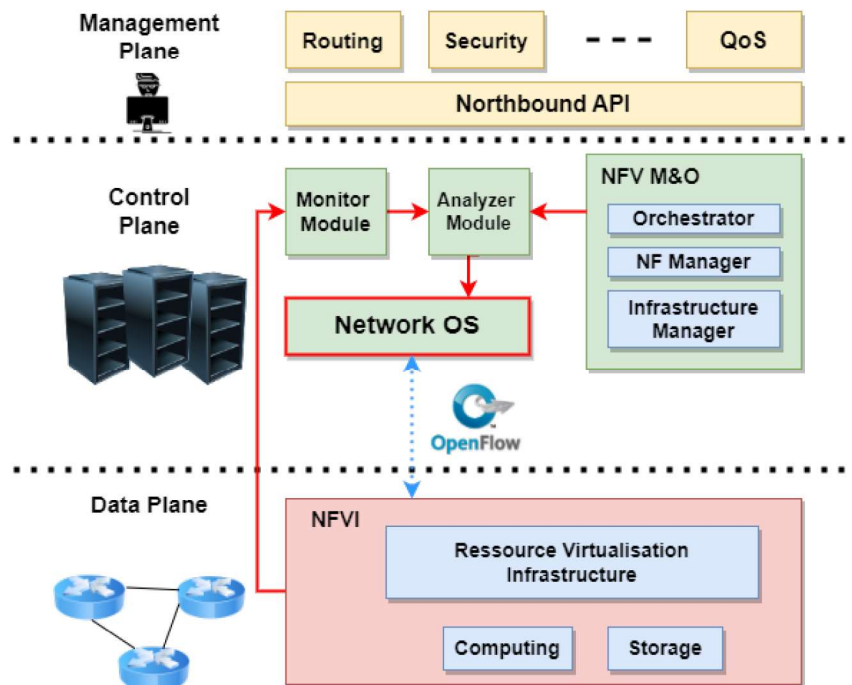 Management
Plane
Routing
Security
QoS
Northbound API
Control
Plane
Monitor
Module
Analyzer
Module
NFV M&O
Orchestrator
NF Manager
Infrastructure
Manager
Network OS
OpenFlow
TM
Data Plane
NFVI
Ressource Virtualisation
Infrastructure
Computing
Storage